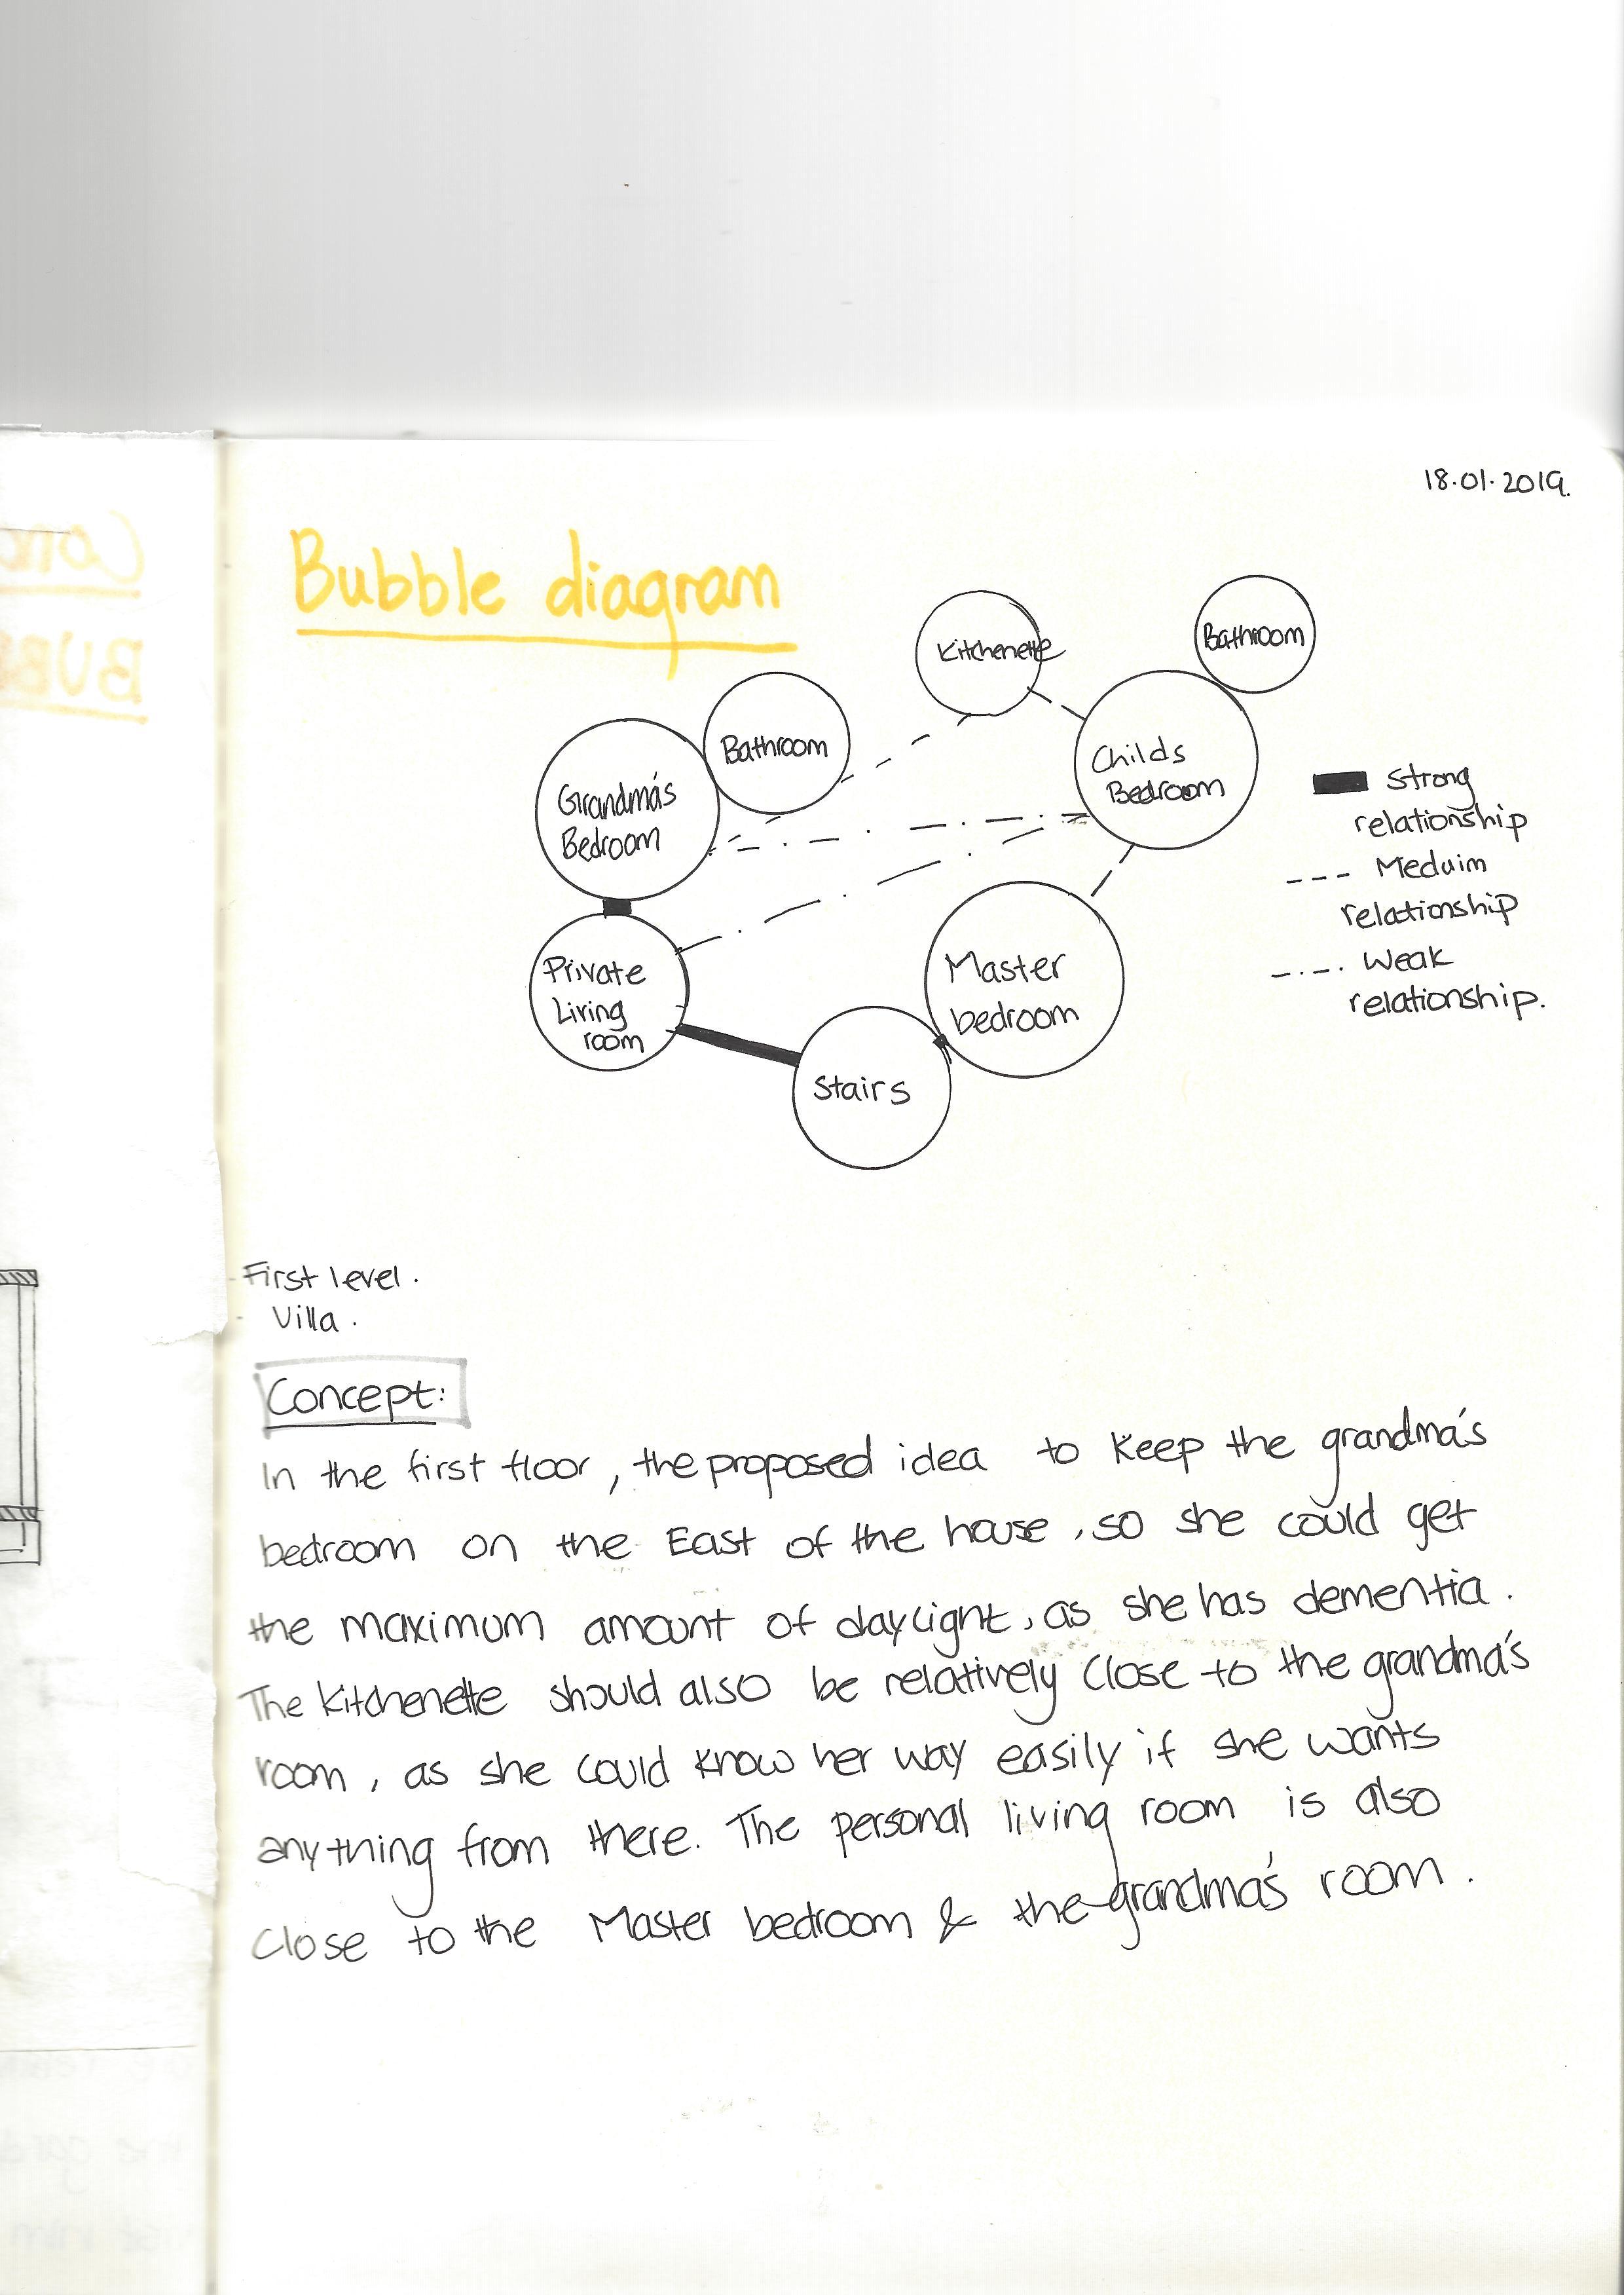 18.01.2019.
Bubble diagram
Kitchenette
Bathroom
Bathroom
Grandma's
Bedroom
Childs
Bedroom
Strong
relationship
--- Meduim
relationship
-.-. Weak
relationship.
Private
Living
room
Master
bedroom
Stairs
- First level.
- Villa.
Concept:
In the first floor, the proposed idea to keep the grandma's
bedroom on the East of the house, so she could get
the maximum amount of daylight, as she has dementia.
The kitchenette should also be relatively close to the grandma's
room, as she could know her way easily if she wants
anything from there. The personal living room is also
close to the Master bedroom & the grandma's room.